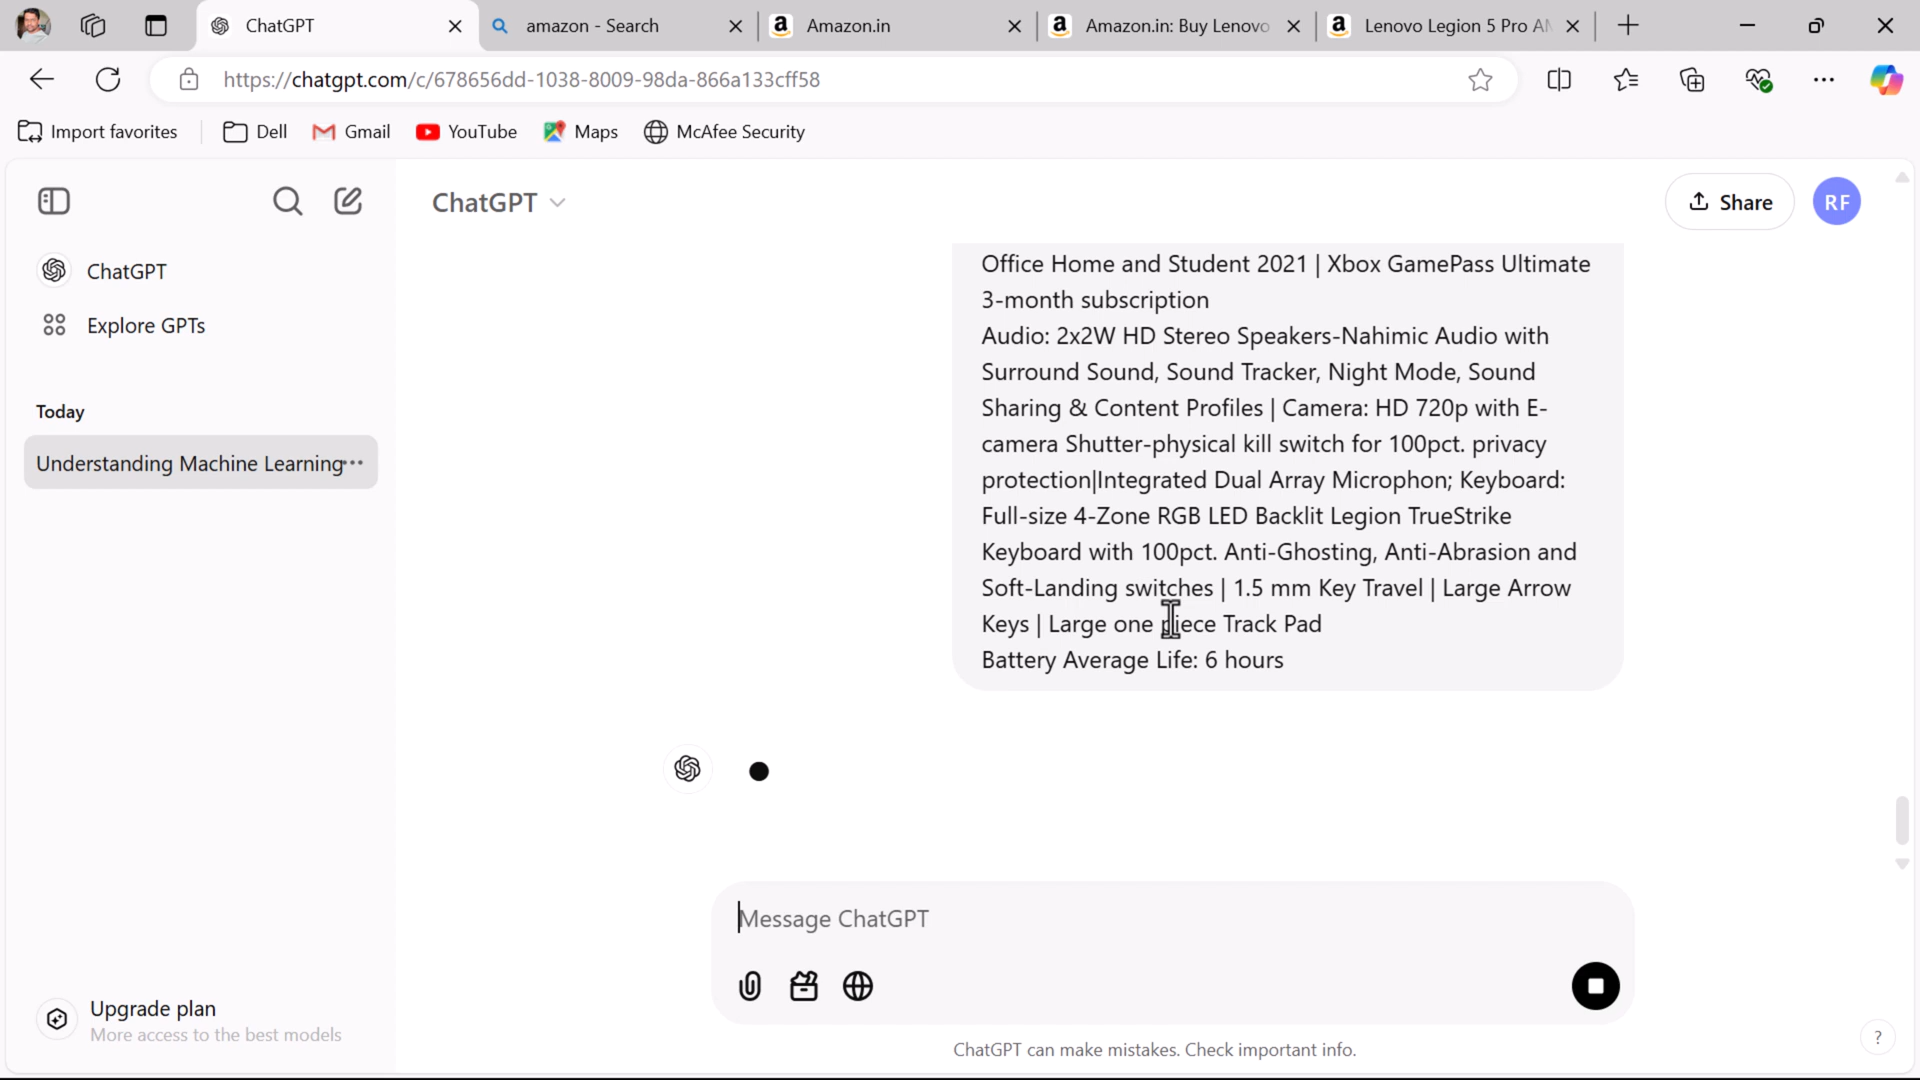 ChatGPT
amazon - Search
Amazon.in
Amazon.in: Buy Lenovo
Lenovo Legion 5 Pro AM
https://chatgpt.com/c/678656dd-1038-8009-98da-866a133cff58
Import favorites
Dell
Gmail
YouTube
Maps
McAfee Security
ChatGPT
Share
RF
ChatGPT
Explore GPTs
Today
Understanding Machine Learning
Office Home and Student 2021 | Xbox GamePass Ultimate
3-month subscription
Audio: 2x2W HD Stereo Speakers-Nahimic Audio with
Surround Sound, Sound Tracker, Night Mode, Sound
Sharing & Content Profiles | Camera: HD 720p with E-
camera Shutter-physical kill switch for 100pct. privacy
protection|Integrated Dual Array Microphon; Keyboard:
Full-size 4-Zone RGB LED Backlit Legion TrueStrike
Keyboard with 100pct. Anti-Ghosting, Anti-Abrasion and
Soft-Landing switches | 1.5 mm Key Travel | Large Arrow
Keys | Large one piece Track Pad
Battery Average Life: 6 hours
Message ChatGPT
Upgrade plan
More access to the best models
ChatGPT can make mistakes. Check important info.
?